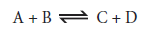 A + B ⇌ C + D